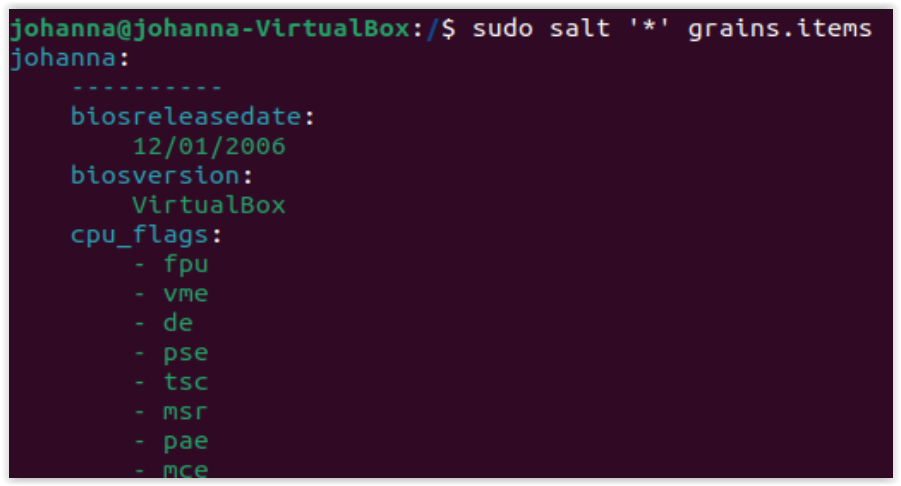 johanna@johanna-VirtualBox:/$ sudo salt '*' grains.items
johanna:
    ----------
    biosreleasedate:
        12/01/2006
    biosversion:
        VirtualBox
    cpu_flags:
        - fpu
        - vme
        - de
        - pse
        - tsc
        - msr
        - pae
        - mce